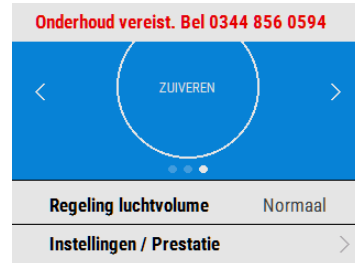 Onderhoud vereist. Bel 0344 856 0594
ZUIVEREN
Regeling luchtvolume Normaal
Instellingen / Prestatie